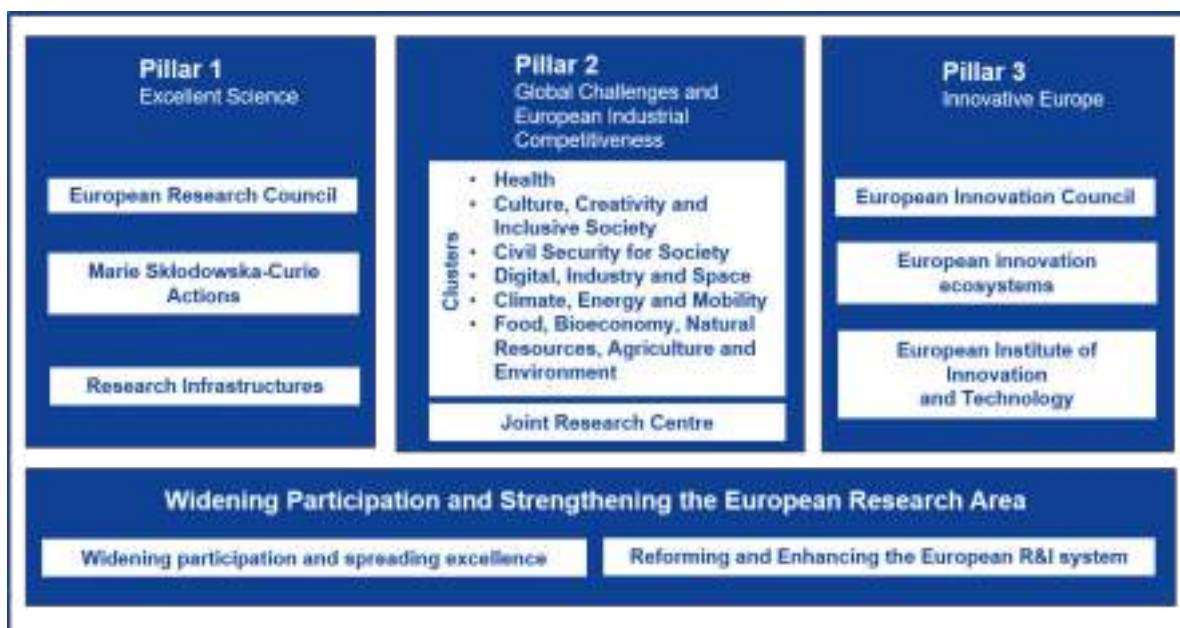 Pillar 1
Excellent Science
European Research Council
Marie Skłodowska-Curie
Actions
Research Infrastructures
Pillar 2
Global Challenges and
European Industrial
Competitiveness
Clusters
• Health
• Culture, Creativity and
Inclusive Society
• Civil Security for Society
• Digital, Industry and Space
• Climate, Energy and Mobility
• Food, Bioeconomy, Natural
Resources, Agriculture and
Environment
Joint Research Centre
Pillar 3
Innovative Europe
European Innovation Council
European innovation
ecosystems
European Institute of
Innovation
and Technology
Widening Participation and Strengthening the European Research Area
Widening participation and spreading excellence
Reforming and Enhancing the European R&I system